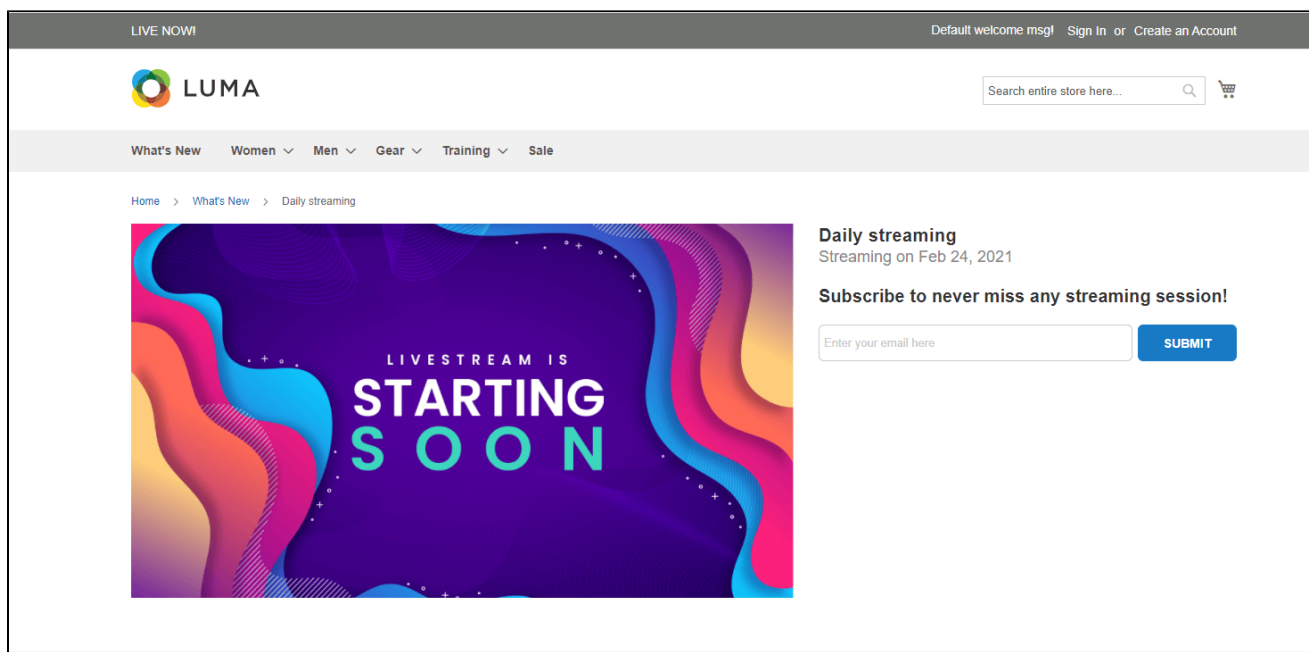 LIVE NOW!
Default welcome msg! Sign In or Create an Account
LUMA
Search entire store here...
What's New Women Men Gear Training Sale
Home > What's New > Daily streaming
LIVESTREAM IS
STARTING
SOON
Daily streaming
Streaming on Feb 24, 2021
Subscribe to never miss any streaming session!
Enter your email here
SUBMIT